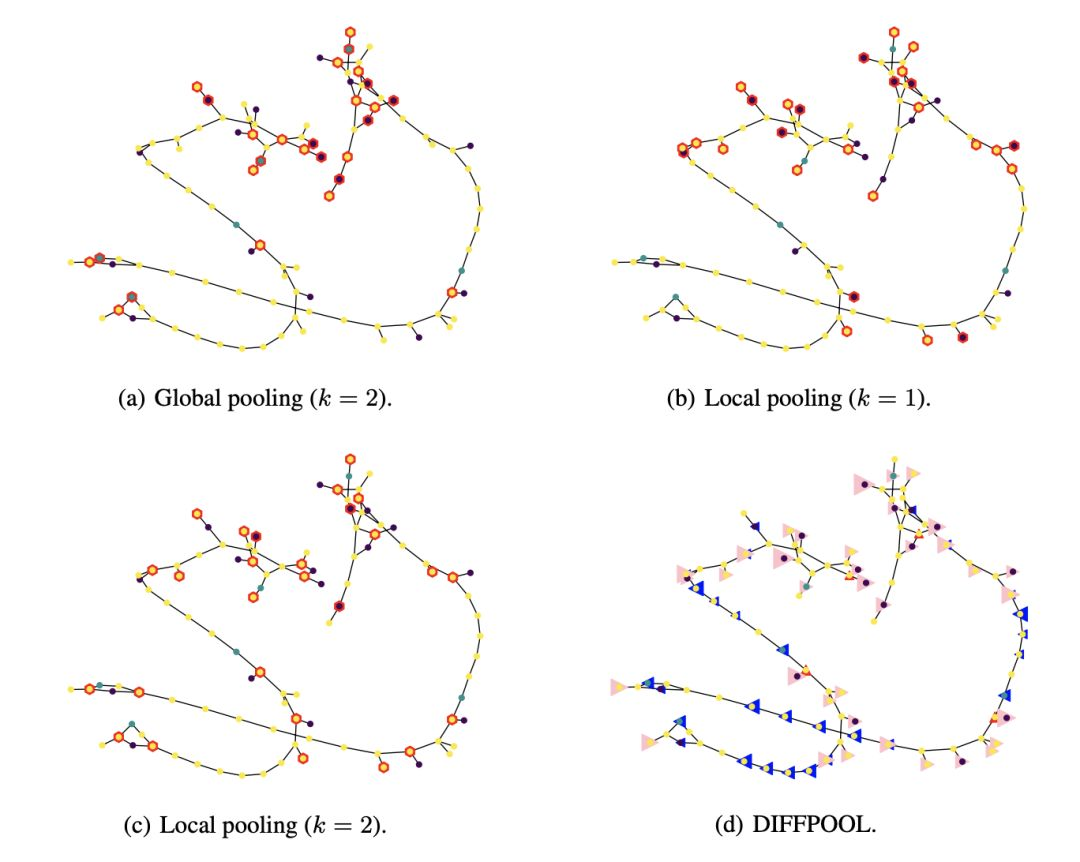 (a) Global pooling (k = 2).
(b) Local pooling (k = 1).
(c) Local pooling (k = 2).
(d) DIFFPOOL.